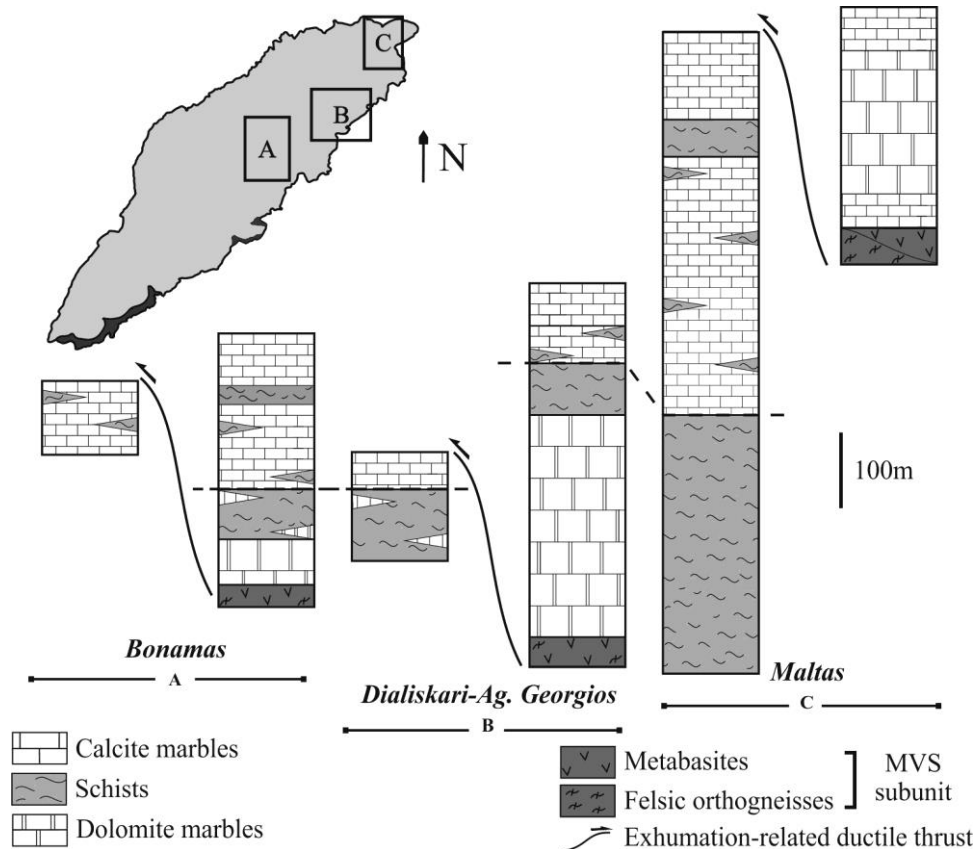 C
B
A
N
100m
Bonamas
A
Dialiskari-Ag. Georgios
B
Maltas
C
Calcite marbles
Schists
Dolomite marbles
Metabasites
Felsic orthogneisses
MVS
subunit
Exhumation-related ductile thrust